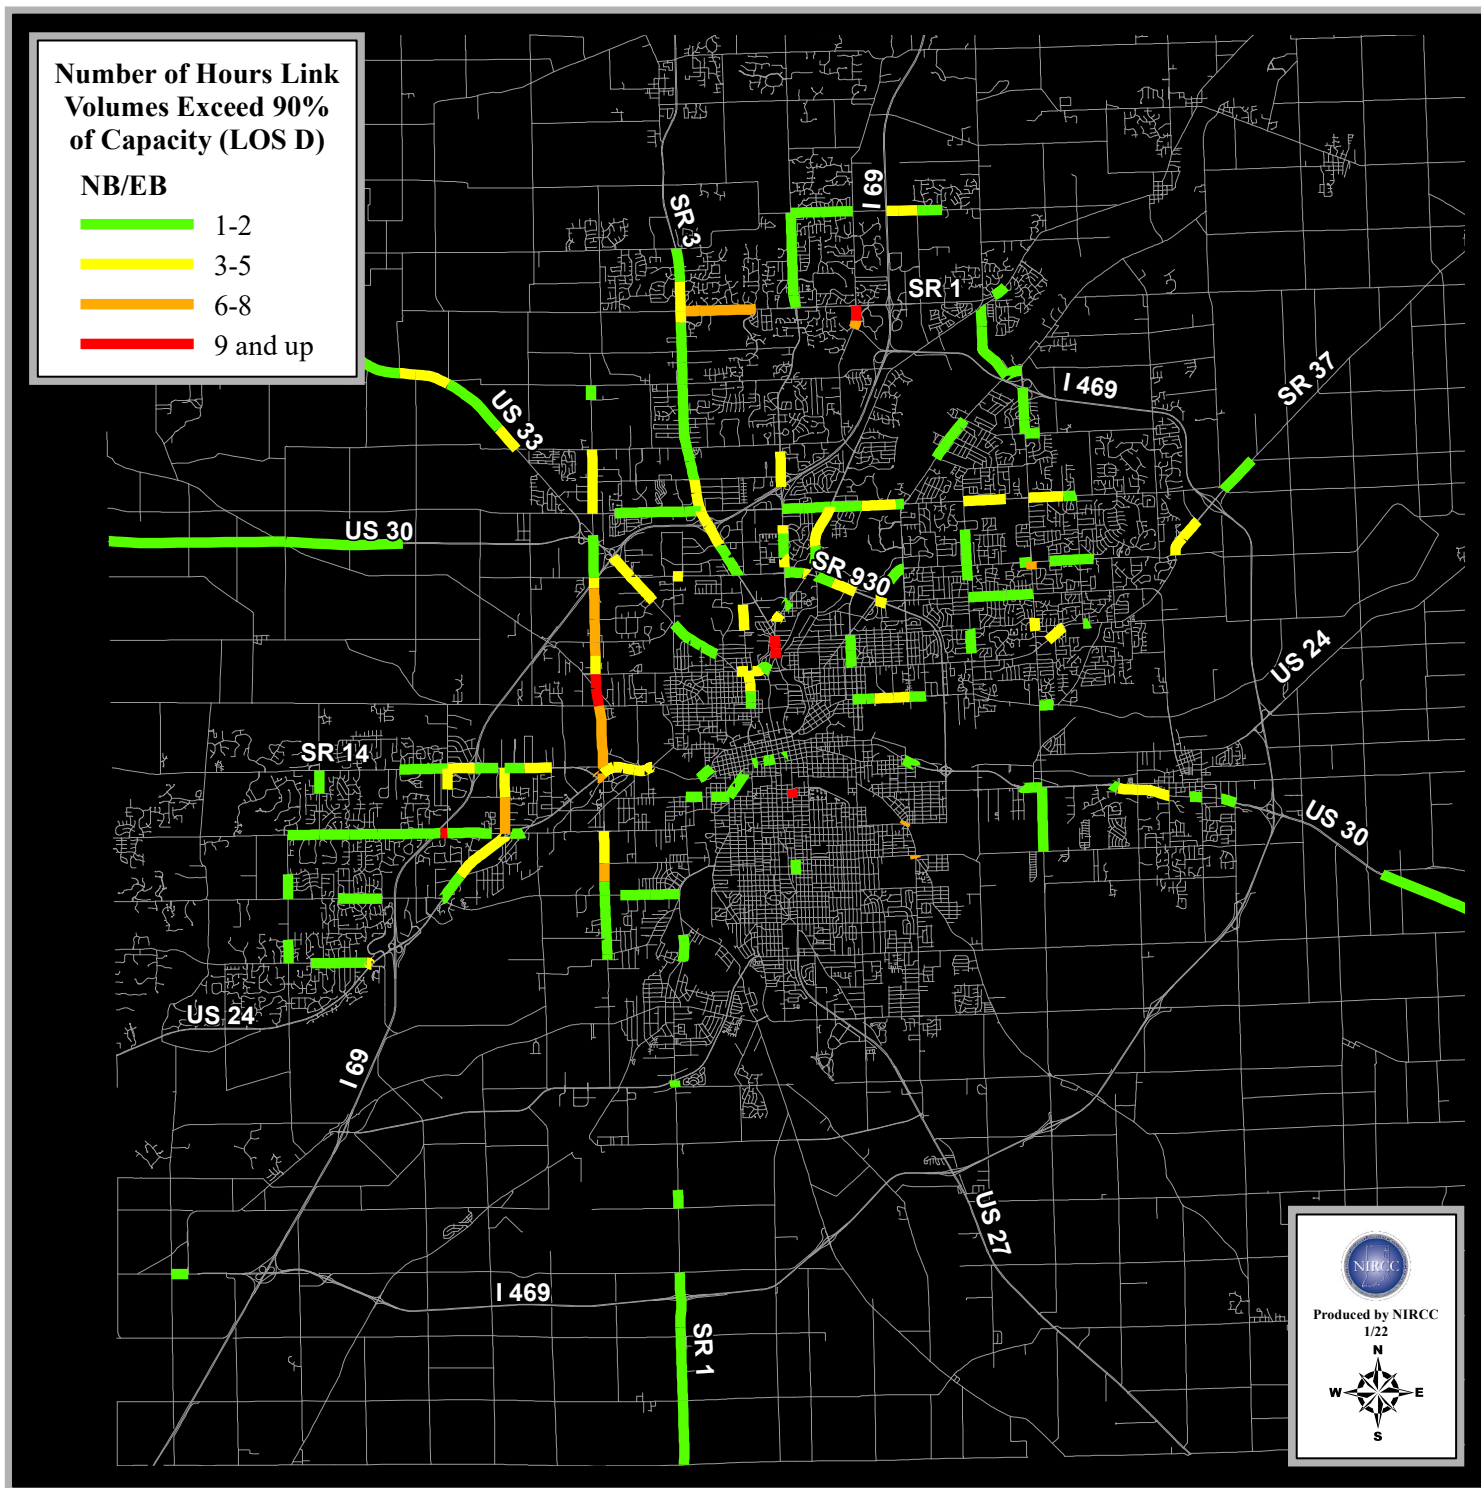 Number of Hours Link
Volumes Exceed 90%
of Capacity (LOS D)
NB/EB
1-2
3-5
6-8
9 and up
I 69
SR 3
SR 1
I 469
SR 37
US 33
US 30
SR 930
US 24
SR 14
US 30
US 24
I 69
US 27
I 469
SR 1
NIRCC
Produced by NIRCC
1/22
N
W E
S